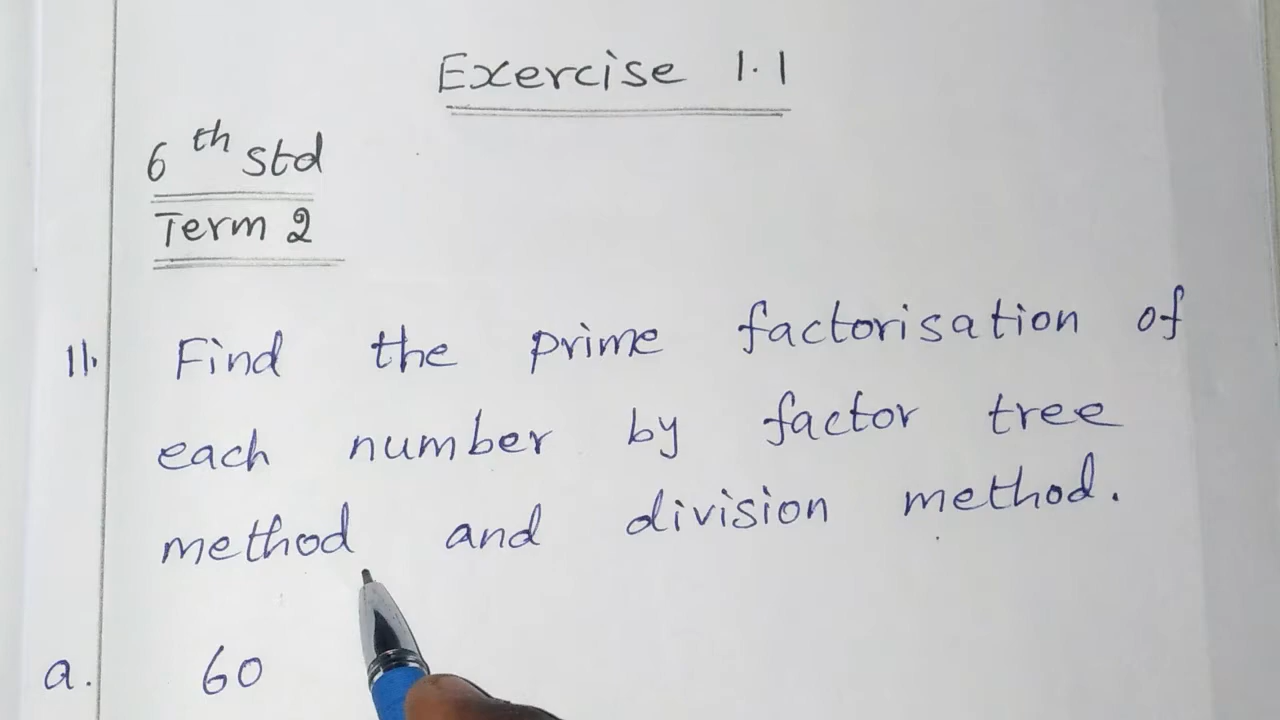 Exercise 1.1
6th std
Term 2
11. Find the prime factorisation of
each number by factor tree
method and division method.
a. 60